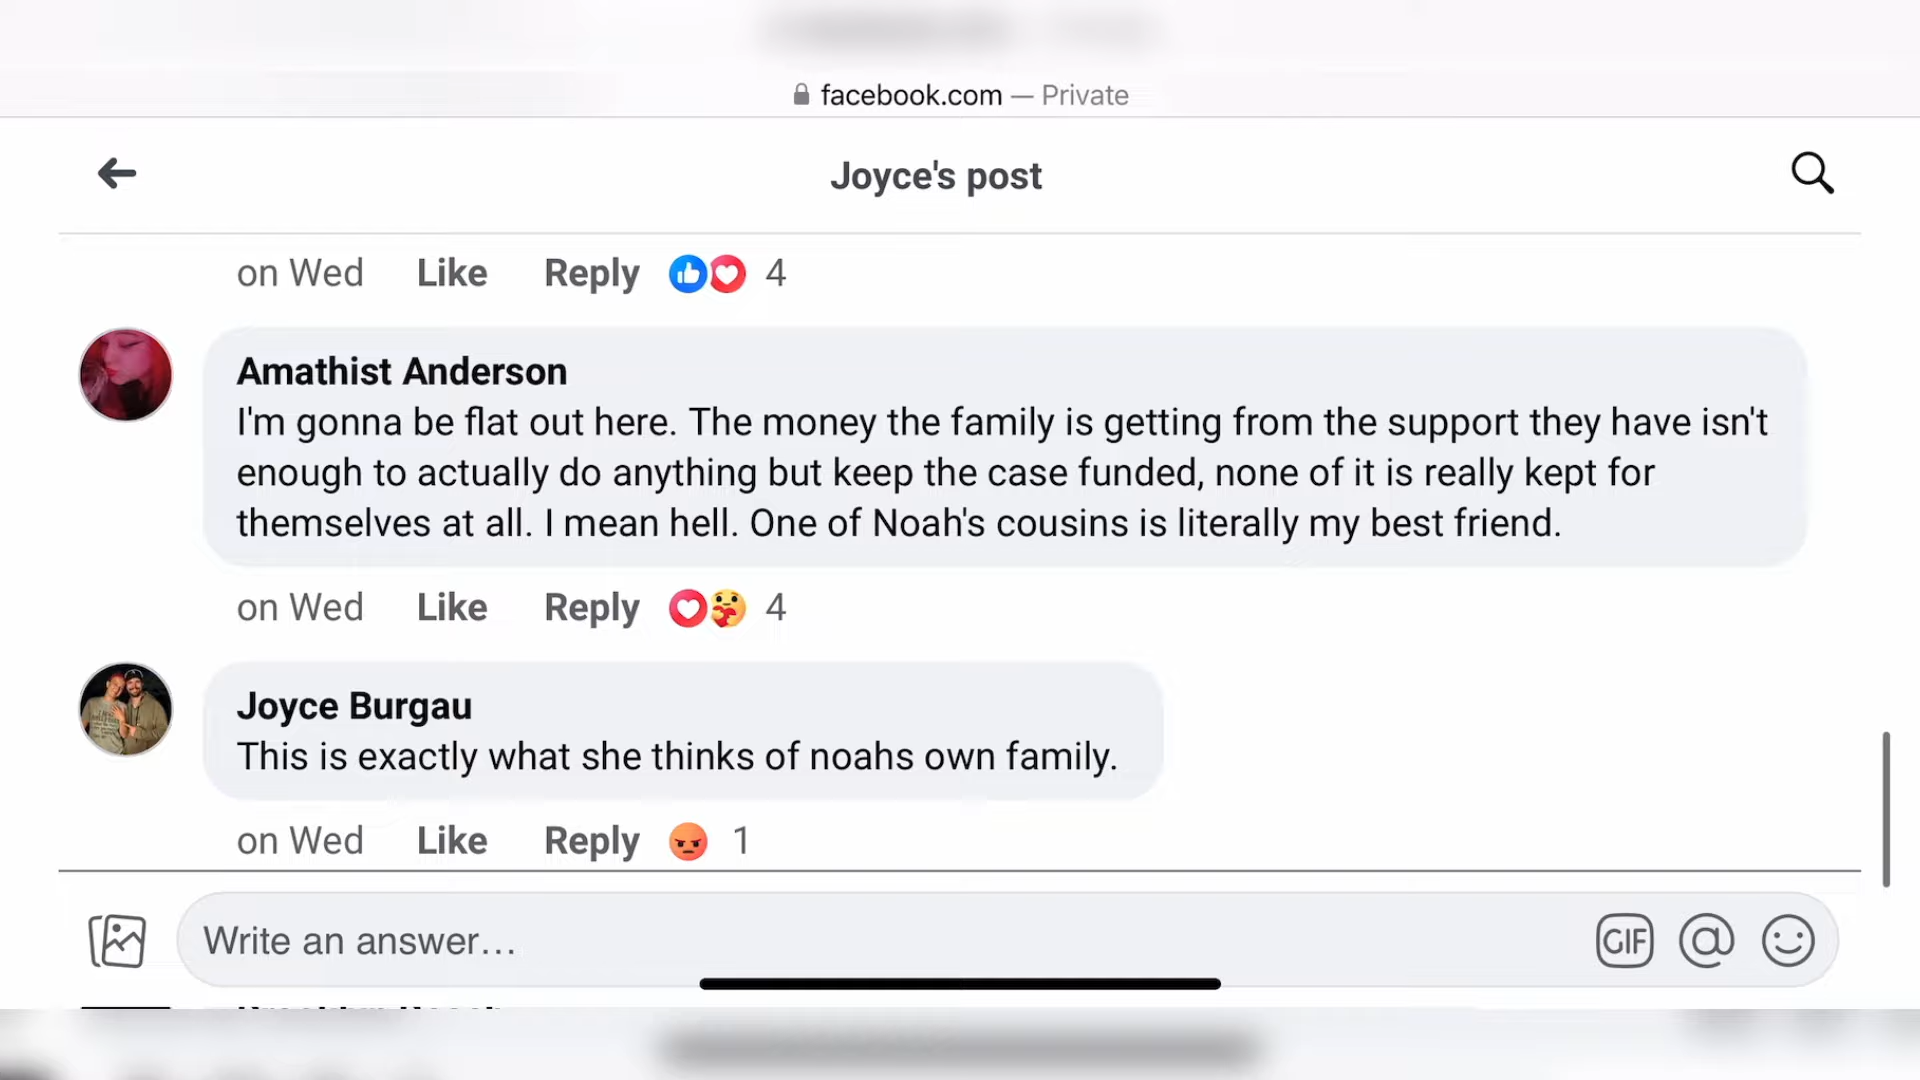 facebook.com — Private
Joyce's post
on Wed Like Reply 4
Amathist Anderson
I'm gonna be flat out here. The money the family is getting from the support they have isn't
enough to actually do anything but keep the case funded, none of it is really kept for
themselves at all. I mean hell. One of Noah's cousins is literally my best friend.
on Wed Like Reply 4
Joyce Burgau
This is exactly what she thinks of noahs own family.
on Wed Like Reply 1
Write an answer...
GIF @